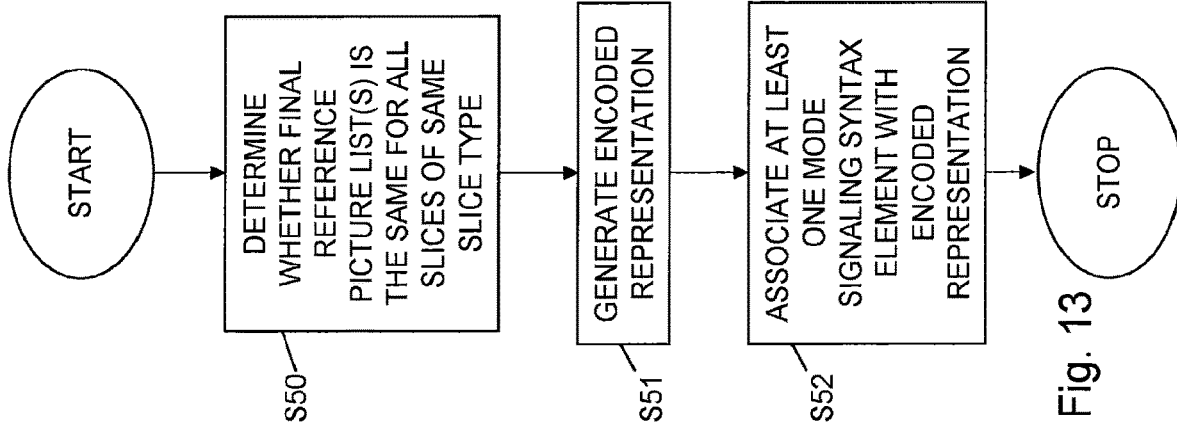 START
S50
DETERMINE
WHETHER FINAL
REFERENCE
PICTURE LIST(S) IS
THE SAME FOR ALL
SLICES OF SAME
SLICE TYPE
S51
GENERATE ENCODED
REPRESENTATION
S52
ASSOCIATE AT LEAST
ONE MODE
SIGNALING SYNTAX
ELEMENT WITH
ENCODED
REPRESENTATION
STOP
Fig. 13